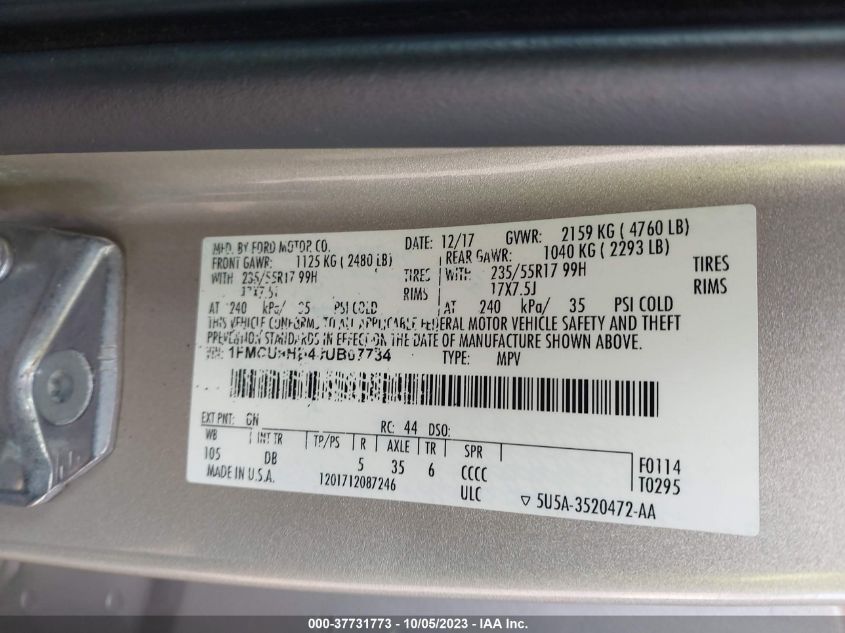 MFD. BY FORD MOTOR CO. DATE: 12/17 GVWR: 2159 KG ( 4760 LB)
FRONT GAWR: 1125 KG ( 2480 LB) REAR GAWR: 1040 KG ( 2293 LB)
WITH 235/55R17 99H TIRES WITH 235/55R17 99H TIRES
17X7.5J RIMS 17X7.5J RIMS
AT 240 kPa/ 35 PSI COLD AT 240 kPa/ 35 PSI COLD
THIS VEHICLE CONFORMS TO ALL APPLICABLE FEDERAL MOTOR VEHICLE SAFETY AND THEFT
PREVENTION STANDARDS IN EFFECT ON THE DATE OF MANUFACTURE SHOWN ABOVE.
TYPE: MPV
EXT PNT: GN RC: 44 DSO:
WB INT TR TP/PS R AXLE TR SPR
105 DB 5 35 6 CCCC F0114
MADE IN U.S.A. 1201712087246 ULC T0295
▽ 5U5A-3520472-AA
000-37731773 - 10/05/2023 - IAA Inc.